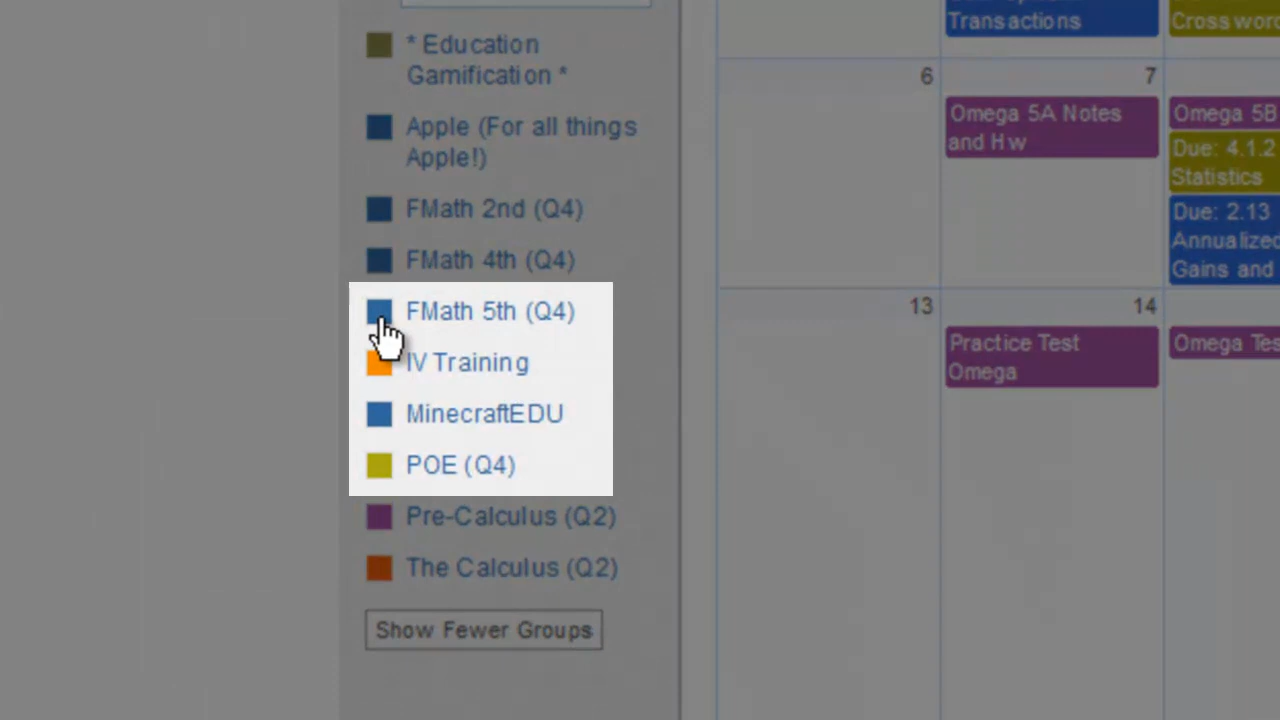 * Education
Gamification *
Apple (For all things
Apple!)
FMath 2nd (Q4)
FMath 4th (Q4)
FMath 5th (Q4)
IV Training
MinecraftEDU
POE (Q4)
Pre-Calculus (Q2)
The Calculus (Q2)
Show Fewer Groups
Transactions
Crossword
6
7
Omega 5A Notes
and Hw
Omega 5B
Due: 4.1.2
Statistics
Due: 2.13
Annualized
Gains and
13
14
Practice Test
Omega
Omega Tes